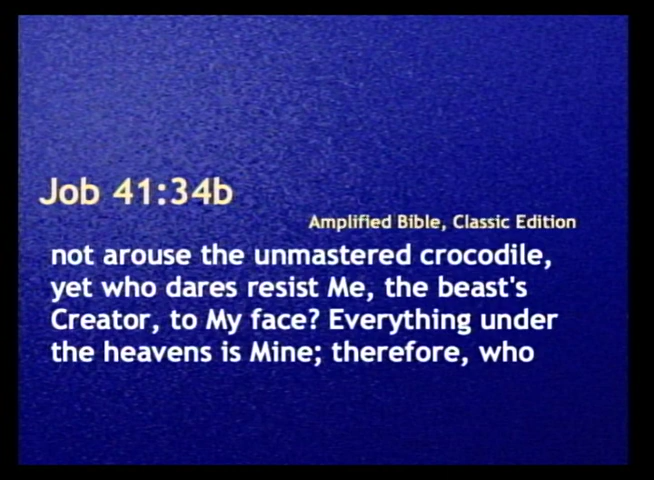 Job 41:34b
Amplified Bible, Classic Edition
not arouse the unmastered crocodile,
yet who dares resist Me, the beast's
Creator, to My face? Everything under
the heavens is Mine; therefore, who